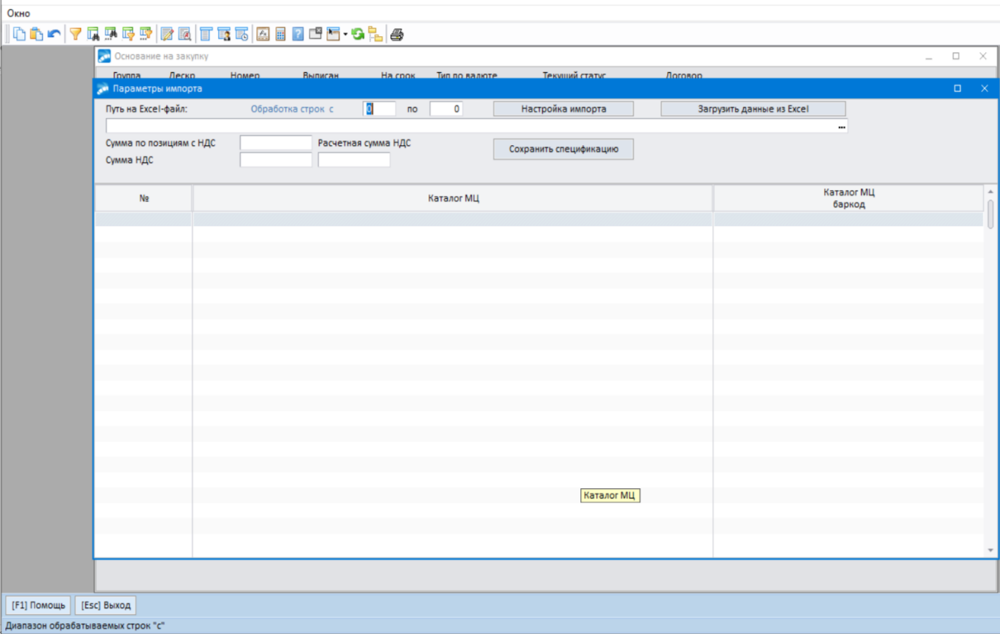 Окно
Основание на закупку
Группа Дескр Номер Выписан На срок Тип по валюте Текущий статус Договор
Параметры импорта
Путь на Excel-файл: Обработка строк с 0 по 0 Настройка импорта Загрузить данные из Excel
...
Сумма по позициям с НДС Расчетная сумма НДС
Сохранить спецификацию
Сумма НДС
№ Каталог МЦ Каталог МЦ
баркод
Каталог МЦ
[F1] Помощь [Esc] Выход
Диапазон обрабатываемых строк "с"